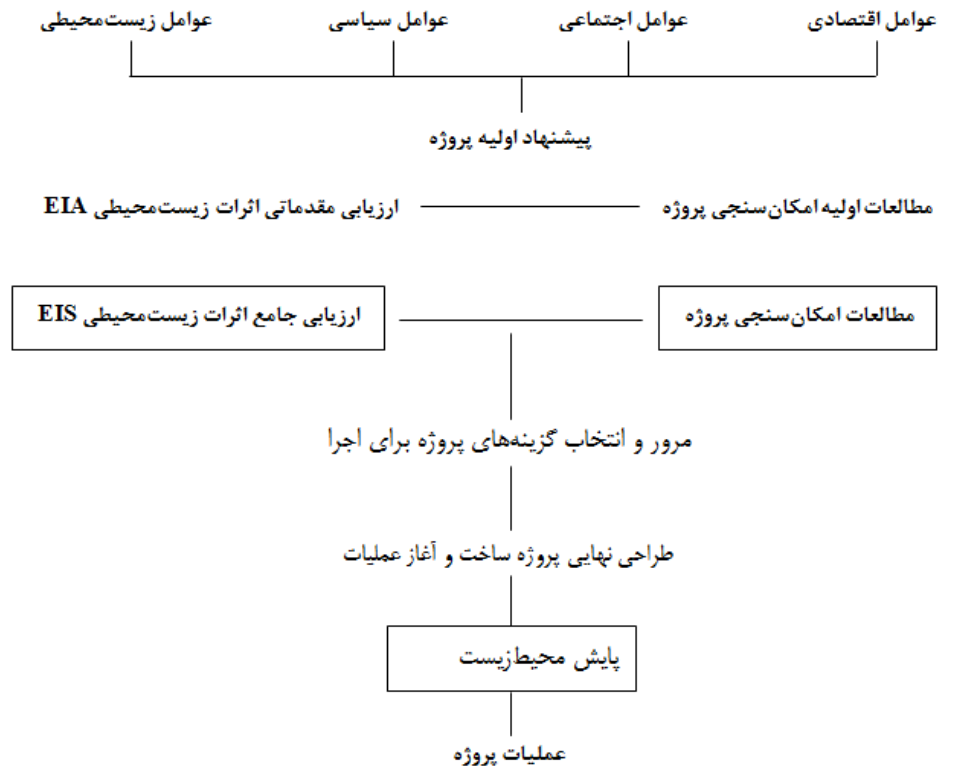 عوامل اقتصادی
عوامل اجتماعی
عوامل سیاسی
عوامل زیست‌محیطی
پیشنهاد اولیه پروژه
مطالعات اولیه امکان‌سنجی پروژه
ارزیابی مقدماتی اثرات زیست‌محیطی EIA
مطالعات امکان‌سنجی پروژه
ارزیابی جامع اثرات زیست‌محیطی EIS
مرور و انتخاب گزینه‌های پروژه برای اجرا
طراحی نهایی پروژه ساخت و آغاز عملیات
پایش محیط‌زیست
عملیات پروژه